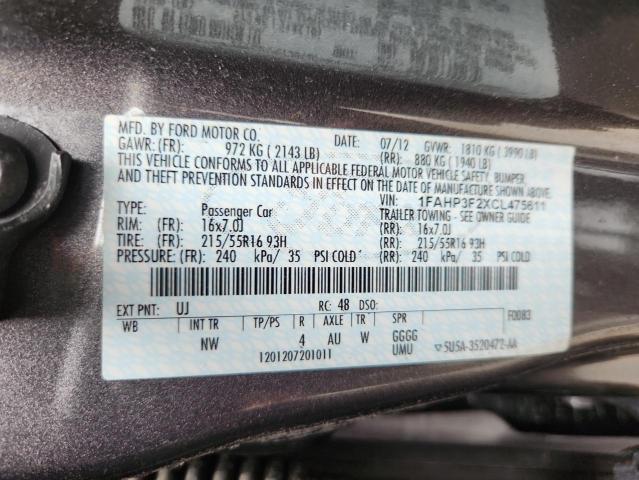 MFD. BY FORD MOTOR CO.
DATE: 07/12 GVWR: 1810 KG ( 3990 LB)
GAWR: (FR): 972 KG ( 2143 LB) (RR): 880 KG ( 1940 LB)
THIS VEHICLE CONFORMS TO ALL APPLICABLE FEDERAL MOTOR VEHICLE SAFETY, BUMPER,
AND THEFT PREVENTION STANDARDS IN EFFECT ON THE DATE OF MANUFACTURE SHOWN ABOVE.
VIN: 1FAHP3F2XCL475611
TYPE: Passenger Car TRAILER TOWING - SEE OWNER GUIDE
RIM: (FR): 16x7.0J (RR): 16x7.0J
TIRE: (FR): 215/55R16 93H (RR): 215/55R16 93H
PRESSURE: (FR): 240 kPa/ 35 PSI COLD (RR): 240 kPa/ 35 PSI COLD
EXT PNT: UJ RC: 48 DSO: F0083
WB INT TR TP/PS R AXLE TR SPR
NW 4 AU W GGGG
UMU
1201207201011
5U5A-3520472-AA